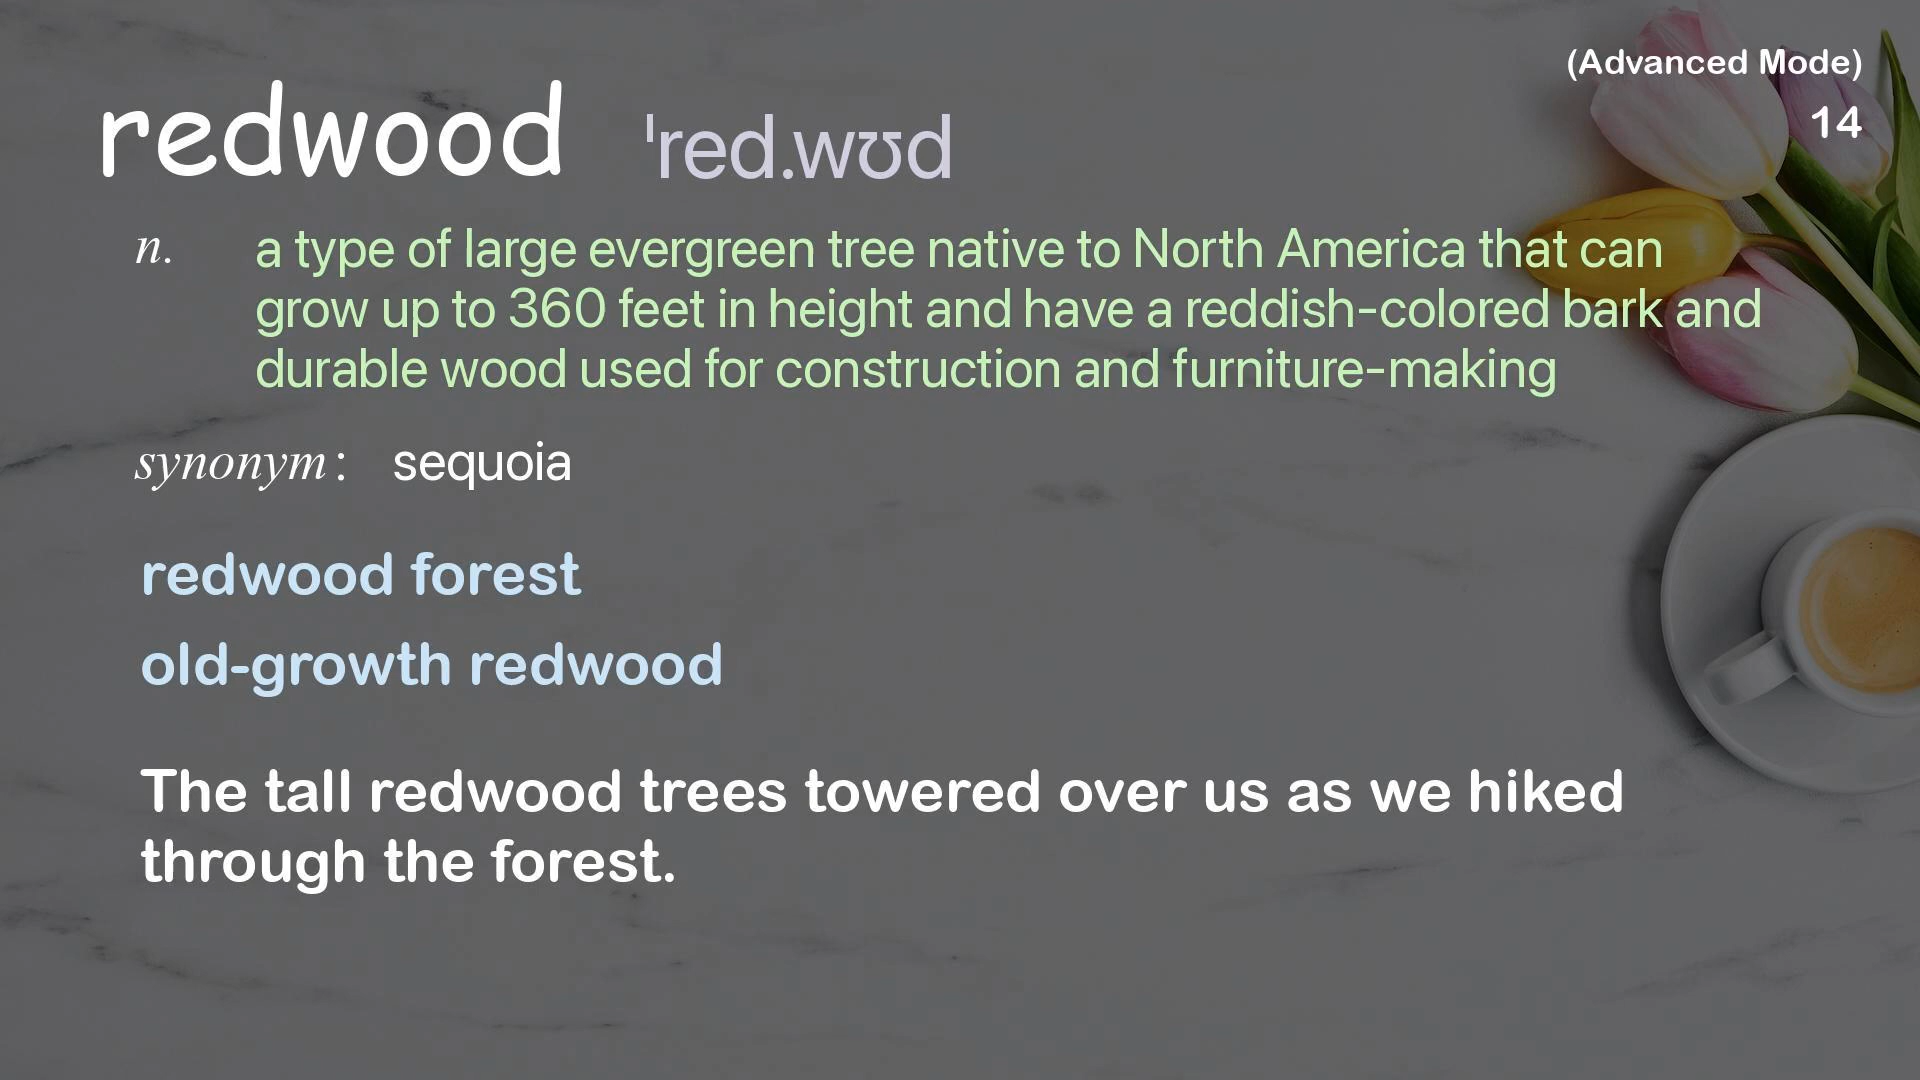 (Advanced Mode)
14
redwood ˈred.wʊd
n. a type of large evergreen tree native to North America that can
grow up to 360 feet in height and have a reddish-colored bark and
durable wood used for construction and furniture-making
synonym: sequoia
redwood forest
old-growth redwood
The tall redwood trees towered over us as we hiked
through the forest.